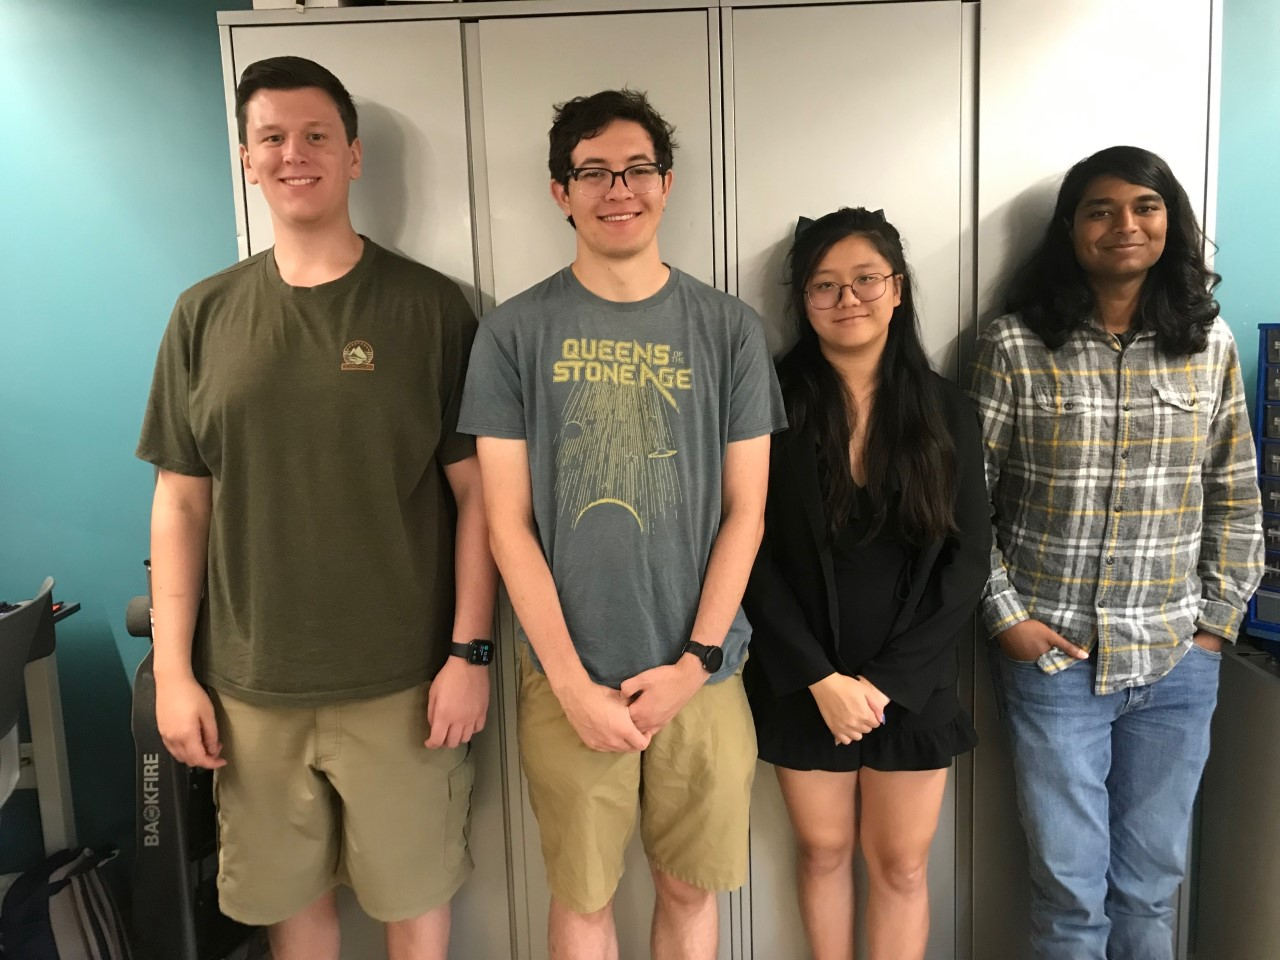 QUEENS OF THE
STONE AGE
BACKFIRE